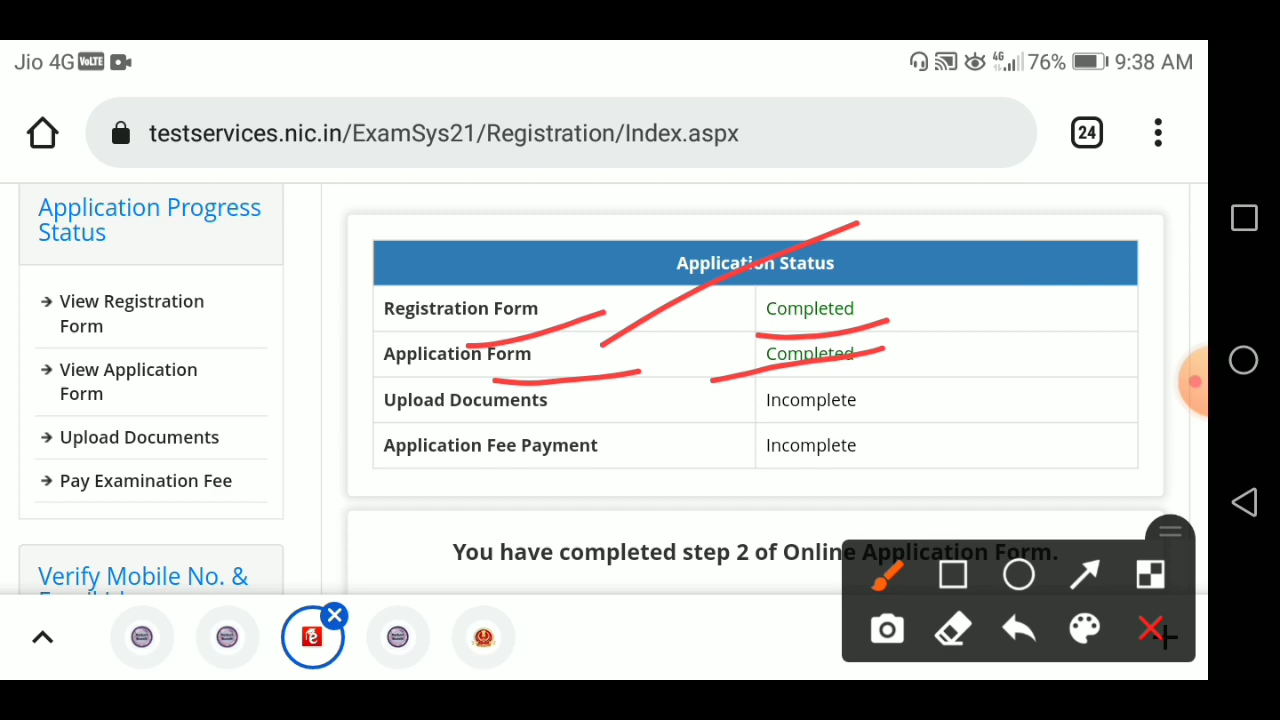 Jio 4G VoLTE 4G 76% 9:38 AM
testservices.nic.in/ExamSys21/Registration/Index.aspx
24
Application Progress
Status
View Registration
Form
View Application
Form
Upload Documents
Pay Examination Fee
Verify Mobile No. &
Application Status
Registration Form Completed
Application Form Completed
Upload Documents Incomplete
Application Fee Payment Incomplete
You have completed step 2 of Online Application Form.